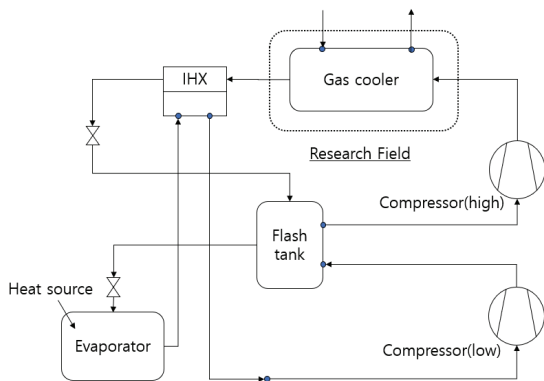 IHX
Gas cooler
Research Field
Compressor(high)
Flash
tank
Heat source
Evaporator
Compressor(low)